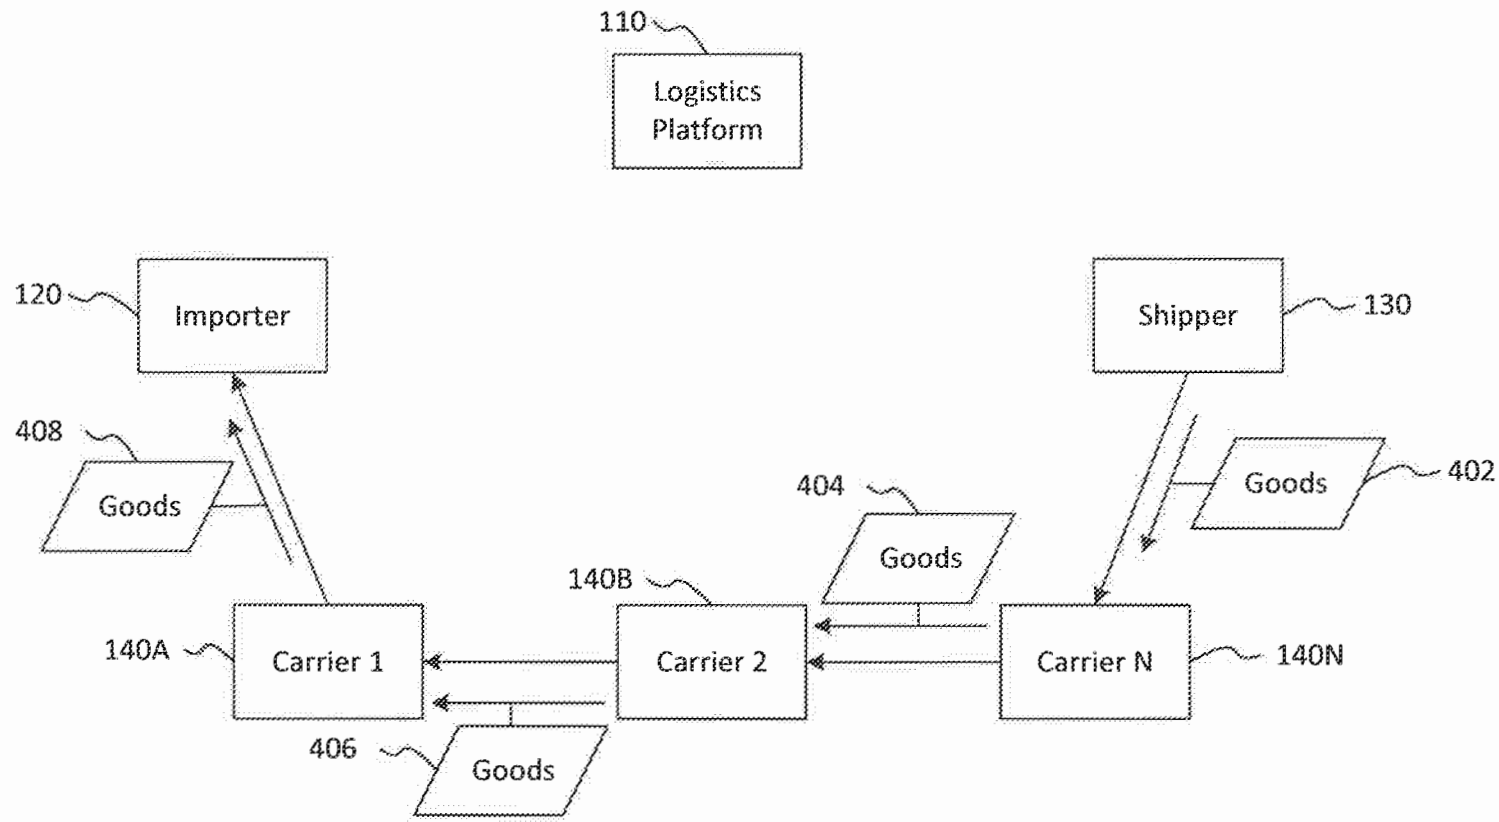 110
Logistics
Platform
120
Importer
Shipper
130
408
Goods
404
Goods
Goods
402
140B
140A
Carrier 1
Carrier 2
Carrier N
140N
406
Goods